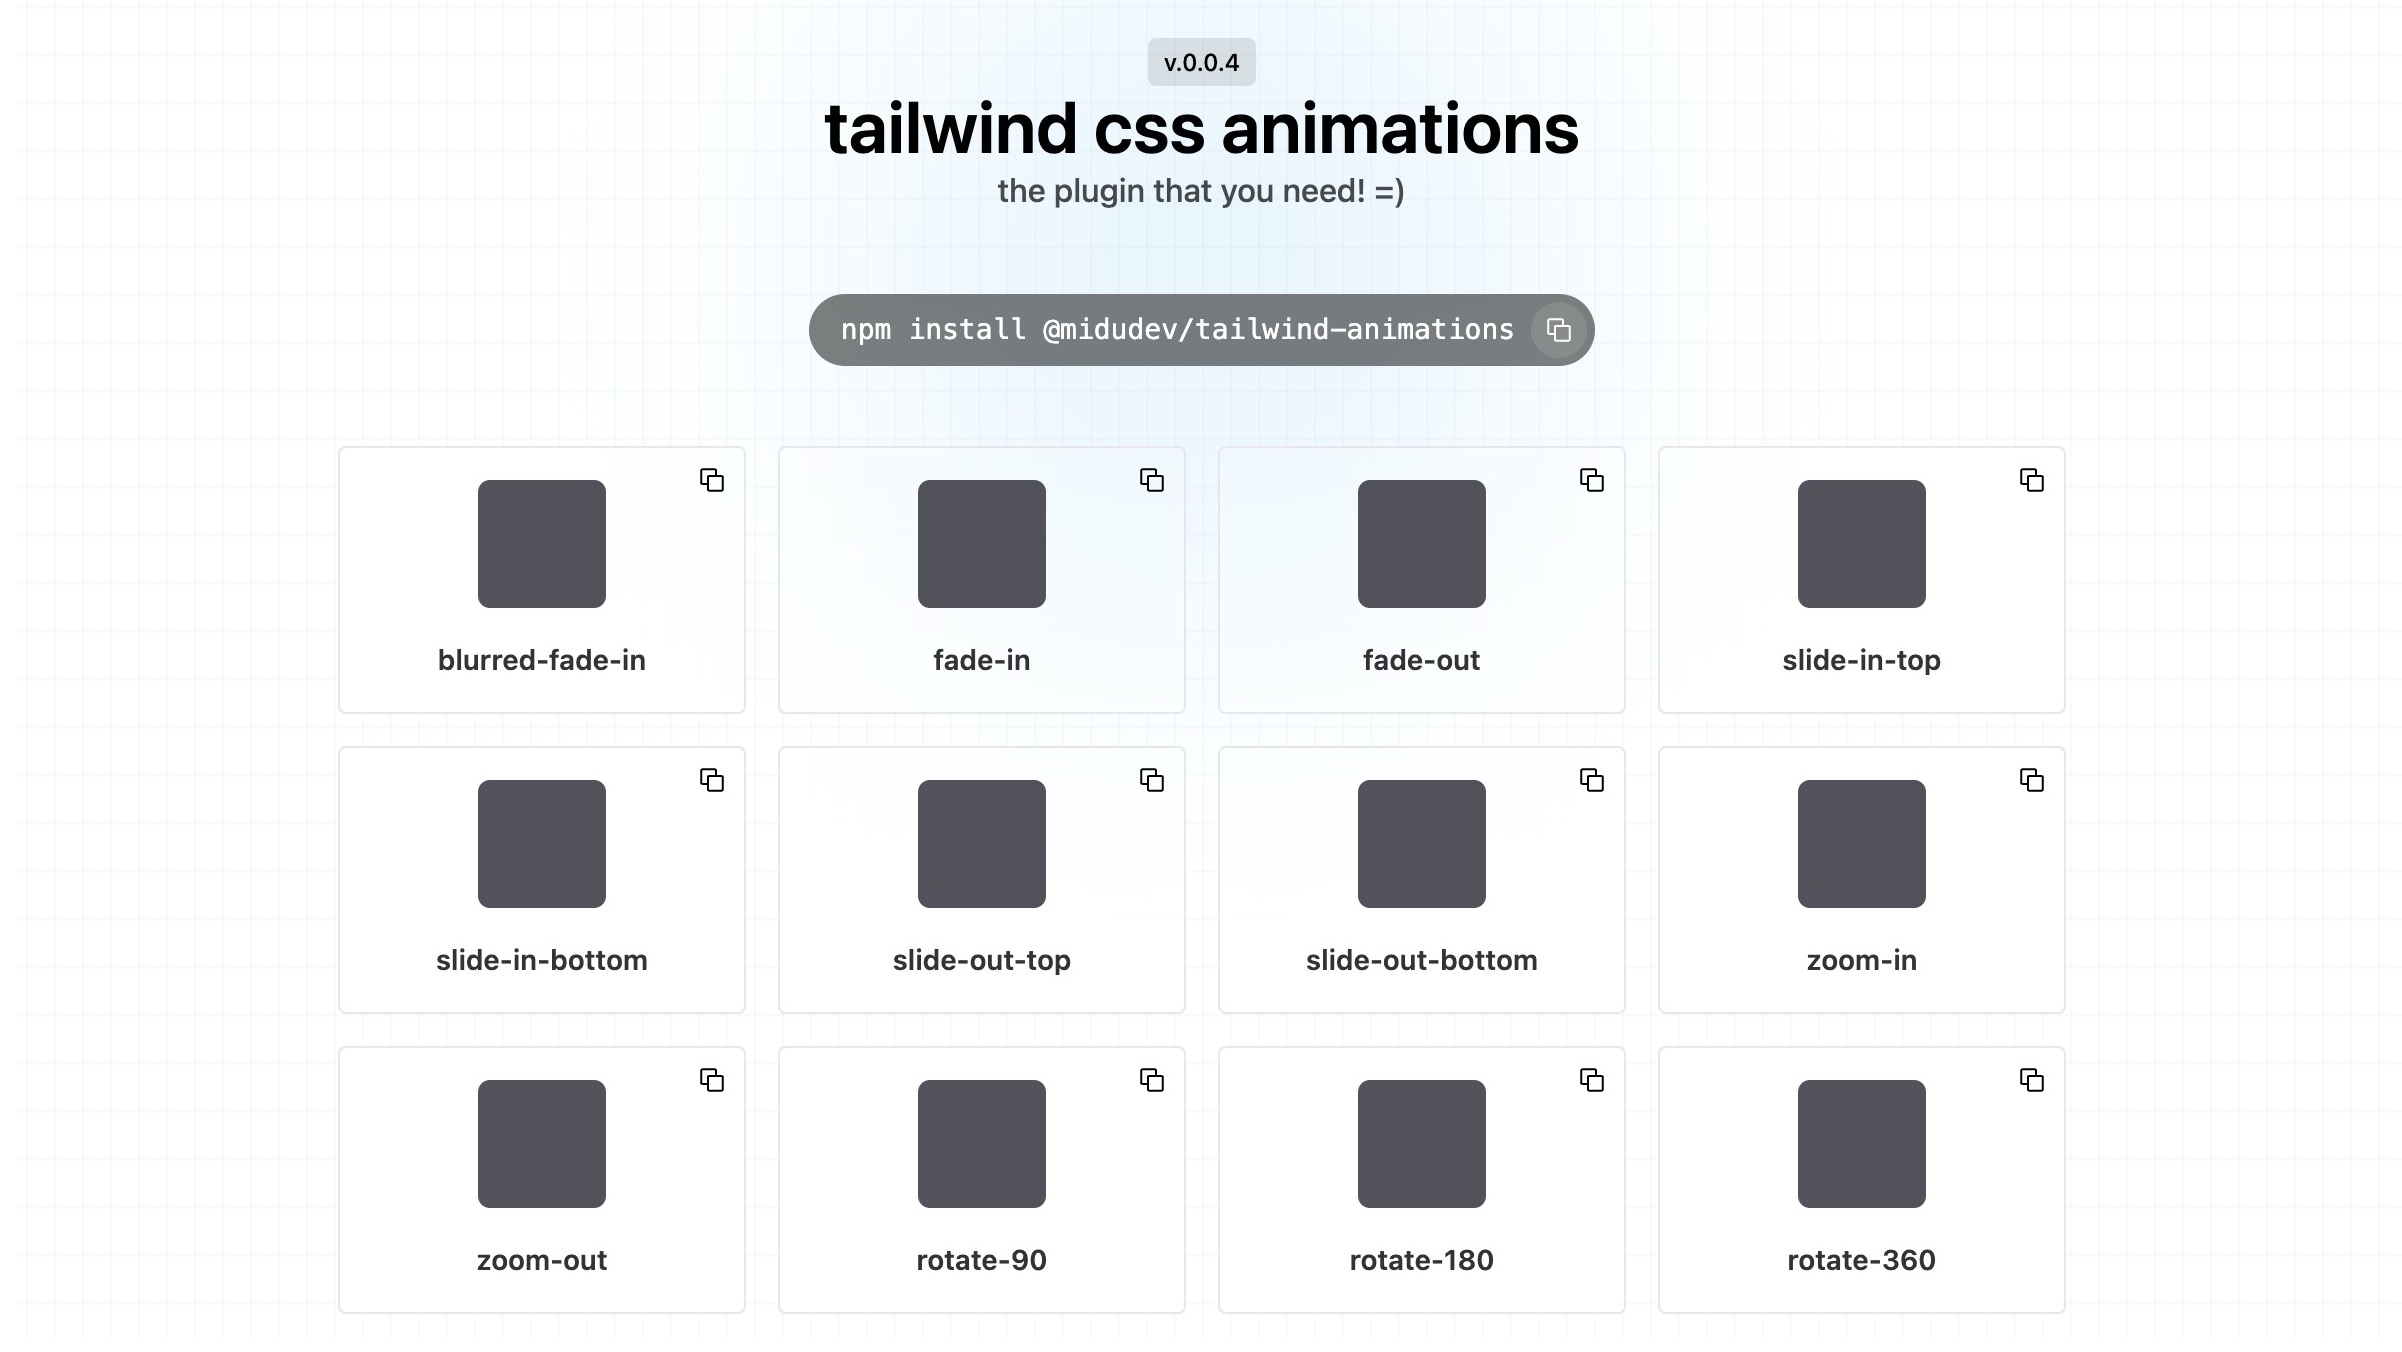 v.0.0.4
tailwind css animations
the plugin that you need! =)
npm install @midudev/tailwind-animations
blurred-fade-in
fade-in
fade-out
slide-in-top
slide-in-bottom
slide-out-top
slide-out-bottom
zoom-in
zoom-out
rotate-90
rotate-180
rotate-360